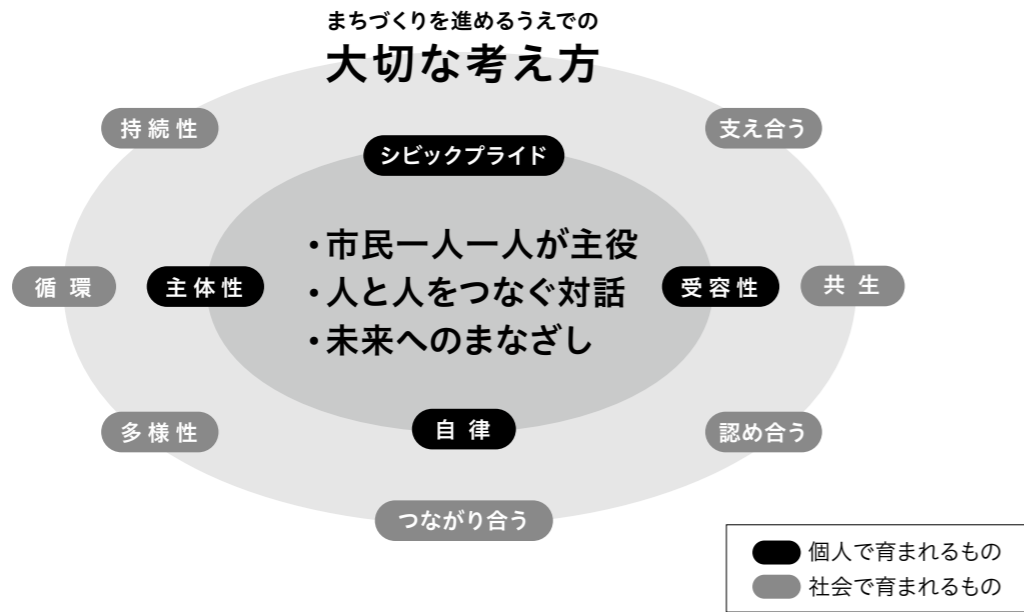 まちづくりを進めるうえでの
大切な考え方
持続性
支え合う
シビックプライド
・市民一人一人が主役
・人と人をつなぐ対話
・未来へのまなざし
循環
主体性
受容性
共生
多様性
自律
認め合う
つながり合う
個人で育まれるもの
社会で育まれるもの